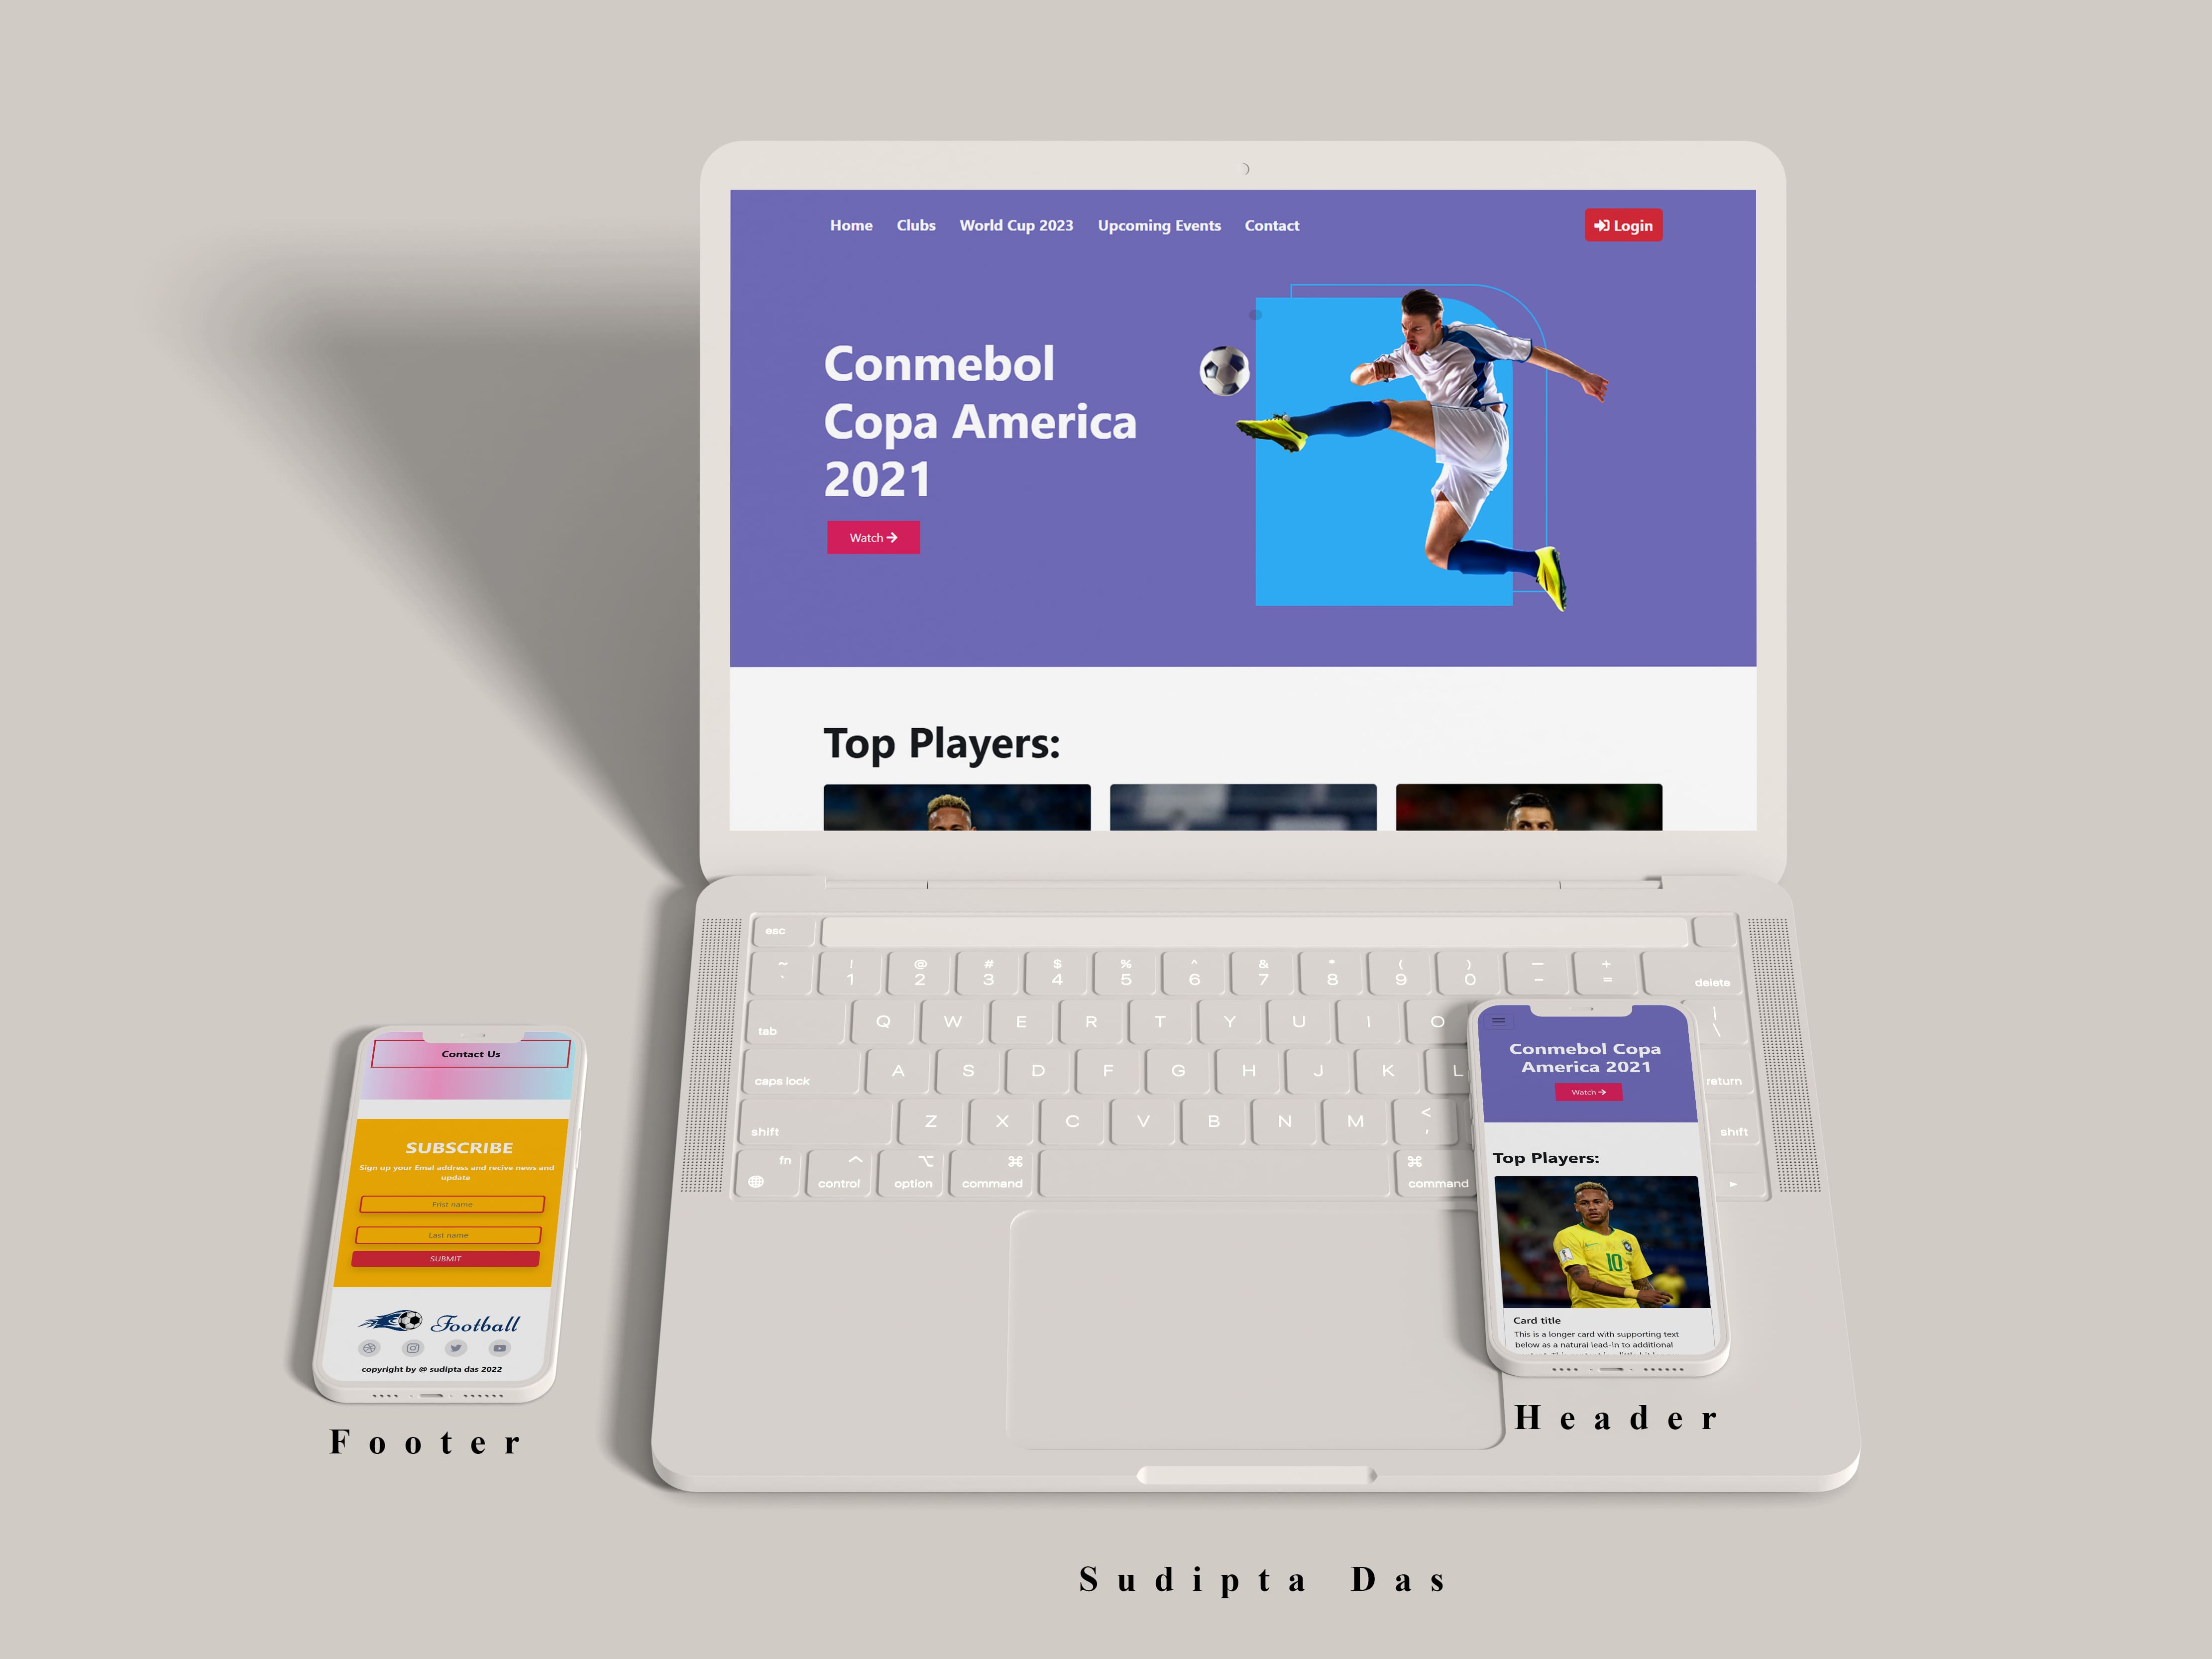 Home Clubs World Cup 2023 Upcoming Events Contact Login
Conmebol
Copa America
2021
Watch
Top Players:
esc
~ ! @ # $ % ^ & * ( ) — +
` 1 2 3 4 5 6 7 8 9 0 - = delete
tab Q W E R T Y U I O | \
caps lock A S D F G H J K L return
shift Z X C V B N M < , shift
fn control option command command
Contact Us
SUBSCRIBE
Sign up your Emal address and recive news and
update
Frist name
Last name
SUBMIT
Football
copyright by @ sudipta das 2022
Footer
Conmebol Copa
America 2021
Watch
Top Players:
10
Card title
This is a longer card with supporting text
below as a natural lead-in to additional
Header
Sudipta Das